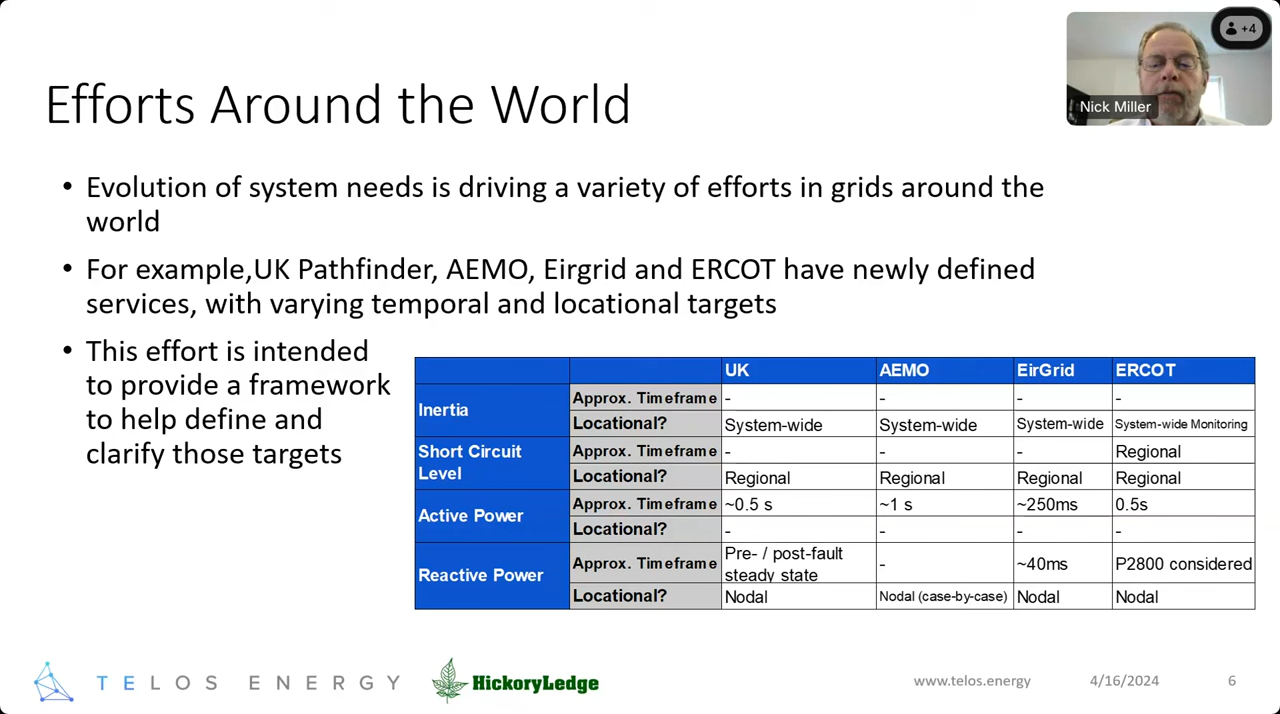 +4
Nick Miller
Efforts Around the World
• Evolution of system needs is driving a variety of efforts in grids around the
world
• For example,UK Pathfinder, AEMO, Eirgrid and ERCOT have newly defined
services, with varying temporal and locational targets
• This effort is intended
to provide a framework
to help define and
clarify those targets
UK AEMO EirGrid ERCOT
Inertia
Approx. Timeframe - - - -
Locational? System-wide System-wide System-wide System-wide Monitoring
Short Circuit
Level
Approx. Timeframe - - - Regional
Locational? Regional Regional Regional Regional
Active Power
Approx. Timeframe ~0.5 s ~1 s ~250ms 0.5s
Locational? - - - -
Reactive Power
Approx. Timeframe Pre- / post-fault
steady state - ~40ms P2800 considered
Locational? Nodal Nodal (case-by-case) Nodal Nodal
TELOS ENERGY
HickoryLedge
www.telos.energy 4/16/2024 6